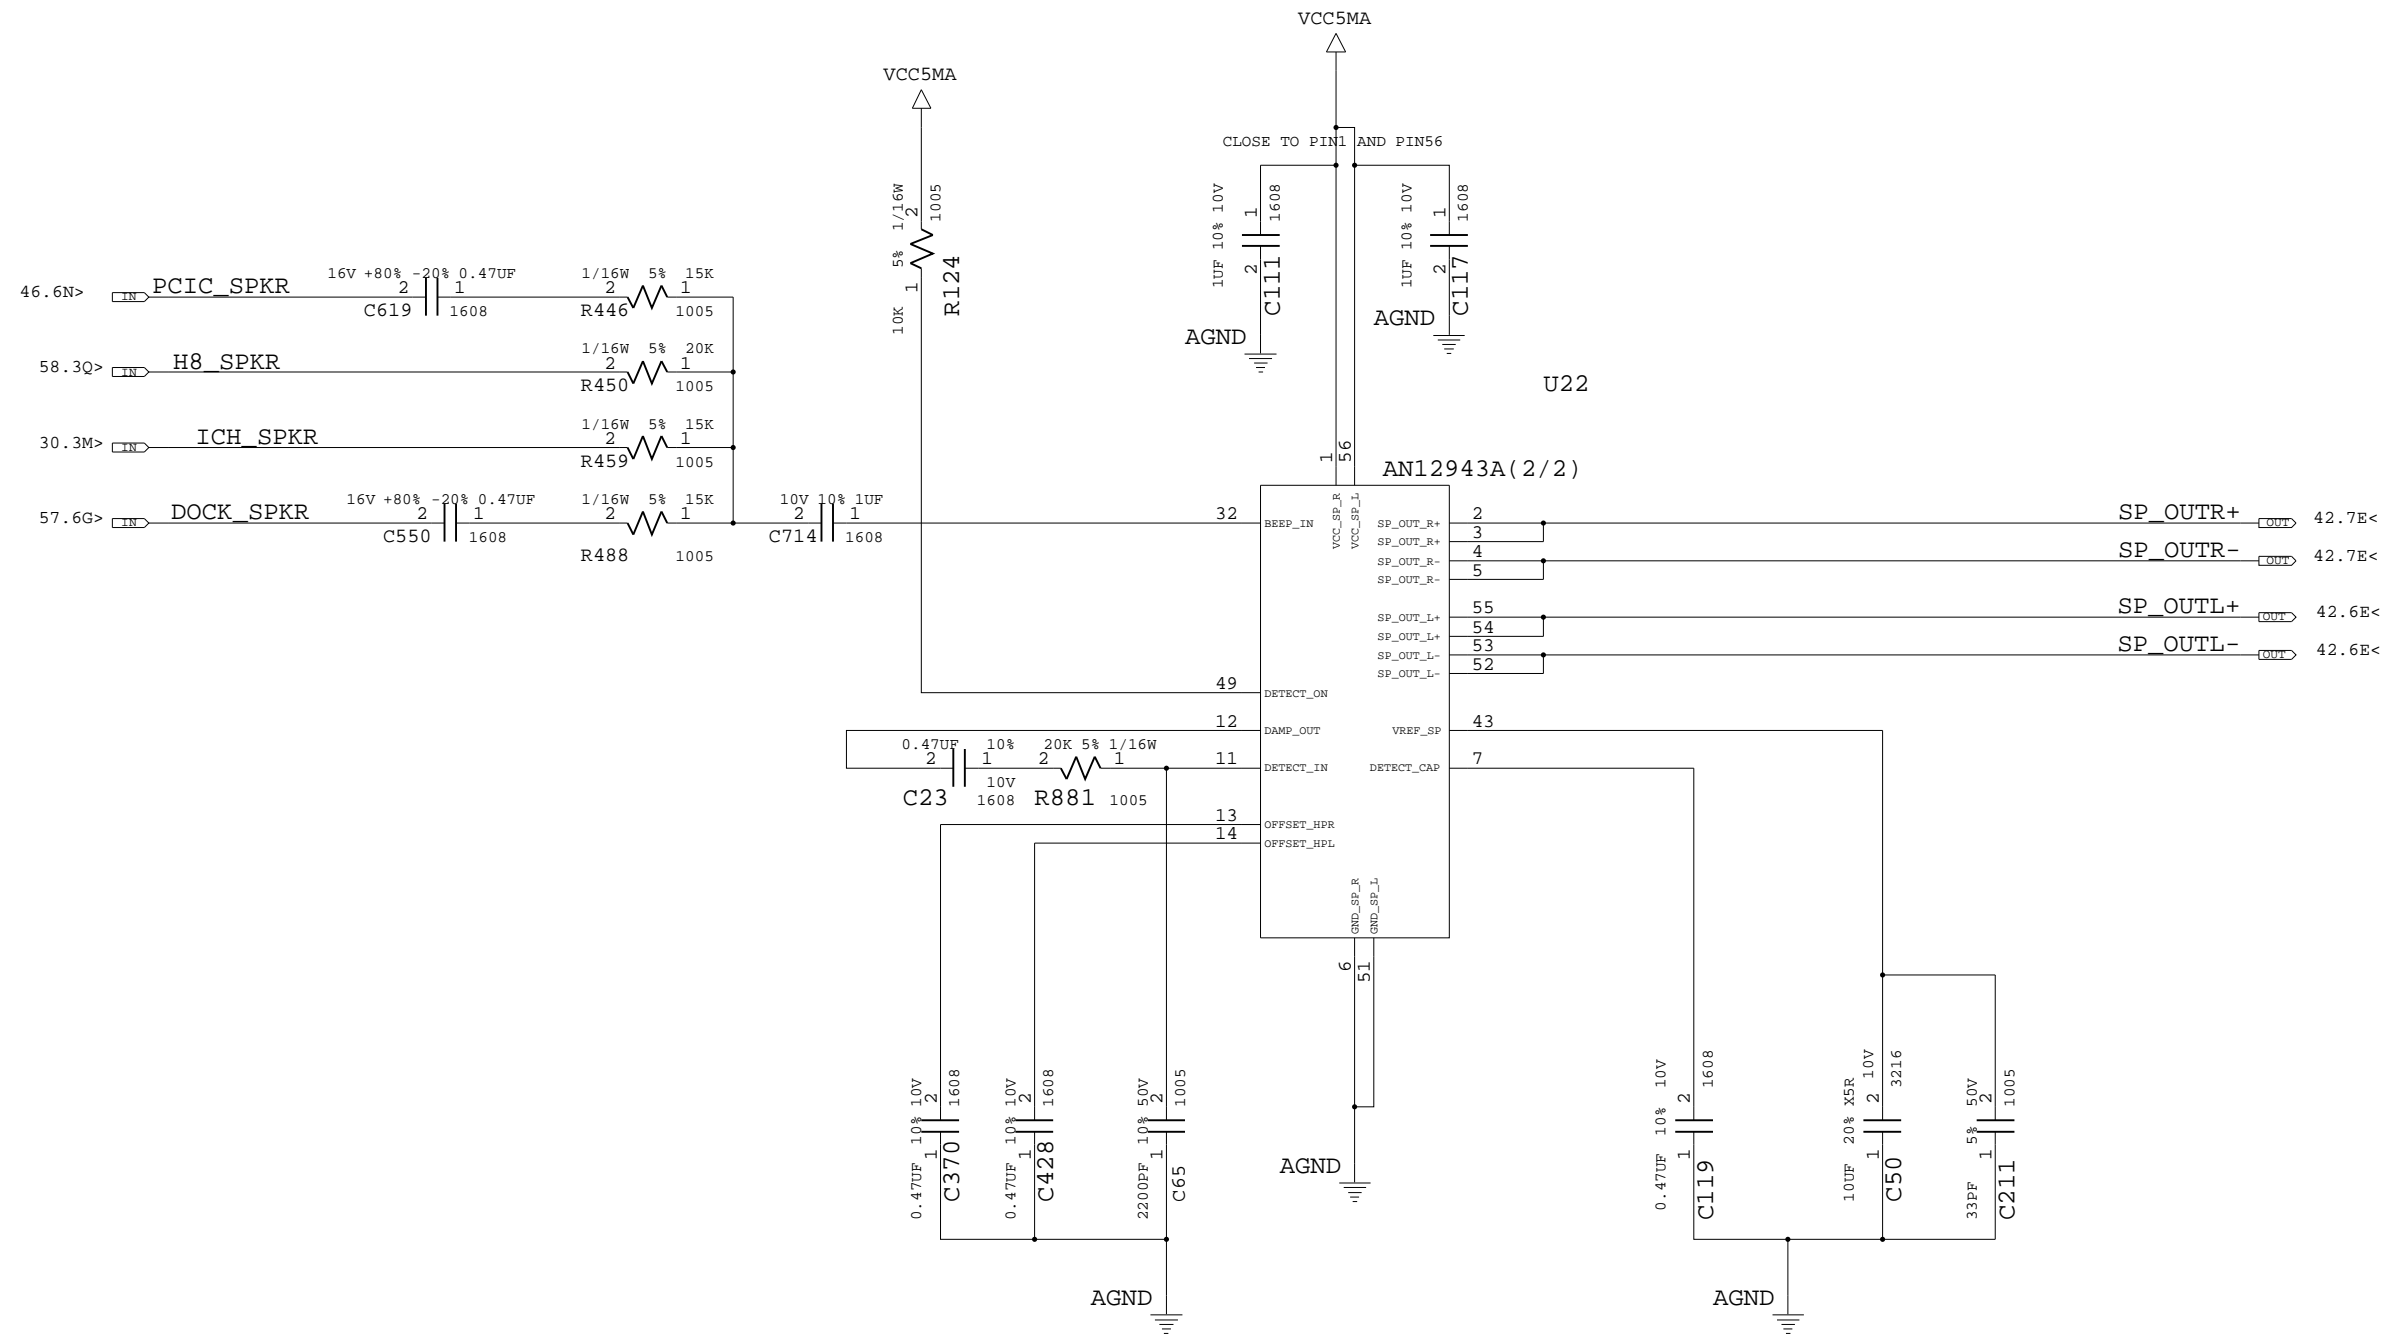 VCC5MA
VCC5MA
CLOSE TO PIN1 AND PIN56
1/16W
2
1005
5%
R124
1
10K
1UF 10% 10V
1
1608
2
C111
AGND
1UF 10% 10V
1
1608
2
C117
AGND
46.6N>
IN
PCIC_SPKR
16V +80% -20% 0.47UF
2
1
C619
1608
1/16W 5% 15K
2
1
R446
1005
58.3Q>
IN
H8_SPKR
1/16W 5% 20K
2
1
R450
1005
30.3M>
IN
ICH_SPKR
1/16W 5% 15K
2
1
R459
1005
57.6G>
IN
DOCK_SPKR
16V +80% -20% 0.47UF
2
1
C550
1608
1/16W 5% 15K
2
1
R488
1005
10V 10% 1UF
2
1
C714
1608
U22
AN12943A(2/2)
1
56
VCC_SP_R
VCC_SP_L
32
BEEP_IN
49
DETECT_ON
12
DAMP_OUT
11
DETECT_IN
13
OFFSET_HPR
14
OFFSET_HPL
SP_OUT_R+
2
SP_OUT_R+
3
SP_OUT_R-
4
SP_OUT_R-
5
SP_OUT_L+
55
SP_OUT_L+
54
SP_OUT_L-
53
SP_OUT_L-
52
VREF_SP
43
DETECT_CAP
7
GND_SP_R
GND_SP_L
6
51
AGND
SP_OUTR+
OUT
42.7E<
SP_OUTR-
OUT
42.7E<
SP_OUTL+
OUT
42.6E<
SP_OUTL-
OUT
42.6E<
0.47UF 10%
2
1
10V
C23
1608
20K 5% 1/16W
2
1
R881
1005
0.47UF 10% 10V
2
1608
1
C370
0.47UF 10% 10V
2
1608
1
C428
2200PF 10% 50V
2
1005
1
C65
AGND
0.47UF 10% 10V
2
1608
1
C119
10UF 20% X5R
10V
2
3216
1
C50
33PF 5% 50V
2
1005
1
C211
AGND